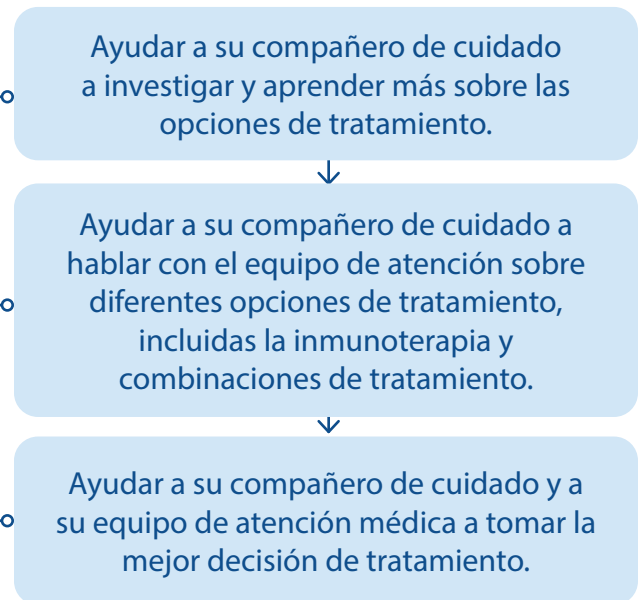 Ayudar a su compañero de cuidado
a investigar y aprender más sobre las
opciones de tratamiento.
Ayudar a su compañero de cuidado a
hablar con el equipo de atención sobre
diferentes opciones de tratamiento,
incluidas la inmunoterapia y
combinaciones de tratamiento.
Ayudar a su compañero de cuidado y a
su equipo de atención médica a tomar la
mejor decisión de tratamiento.